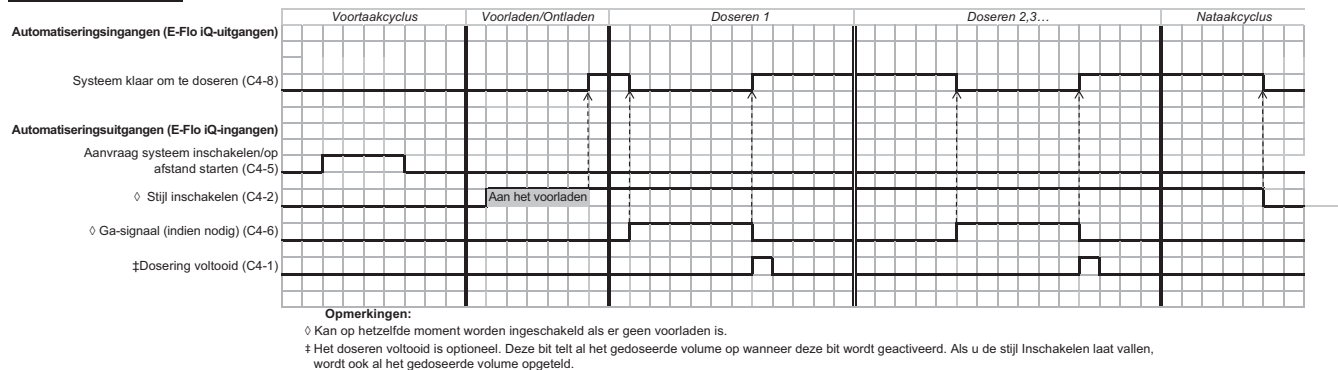 Voortaakcyclus Voorladen/Ontladen Doseren 1 Doseren 2,3… Nataakcyclus
Automatiseringsingangen (E-Flo iQ-uitgangen)
Systeem klaar om te doseren (C4-8)
Automatiseringsuitgangen (E-Flo iQ-ingangen)
Aanvraag systeem inschakelen/op
afstand starten (C4-5)
◊ Stijl inschakelen (C4-2) Aan het voorladen
◊ Ga-signaal (indien nodig) (C4-6)
‡Dosering voltooid (C4-1)
Opmerkingen:
◊ Kan op hetzelfde moment worden ingeschakeld als er geen voorladen is.
‡ Het doseren voltooid is optioneel. Deze bit telt al het gedoseerde volume op wanneer deze bit wordt geactiveerd. Als u de stijl Inschakelen laat vallen,
wordt ook al het gedoseerde volume opgeteld.